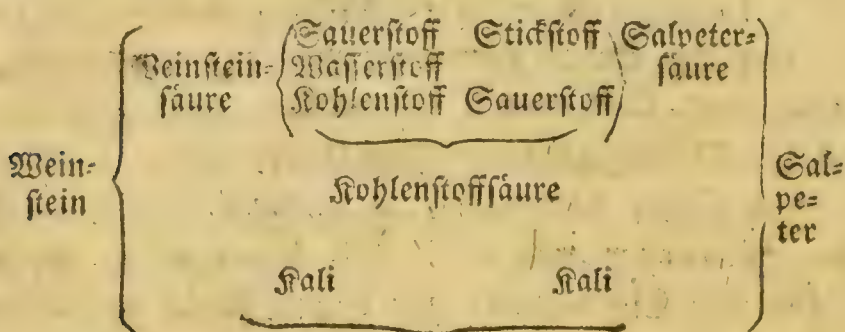 Sauerſtoff Stickſtoff Salpeter=
Weinſtein= Waſſerſtoff ſäure
ſäure Kohlenſtoff Sauerſtoff
Wein= Kohlenſtoffſäure Sal=
ſtein pe=
ter
Kali Kali